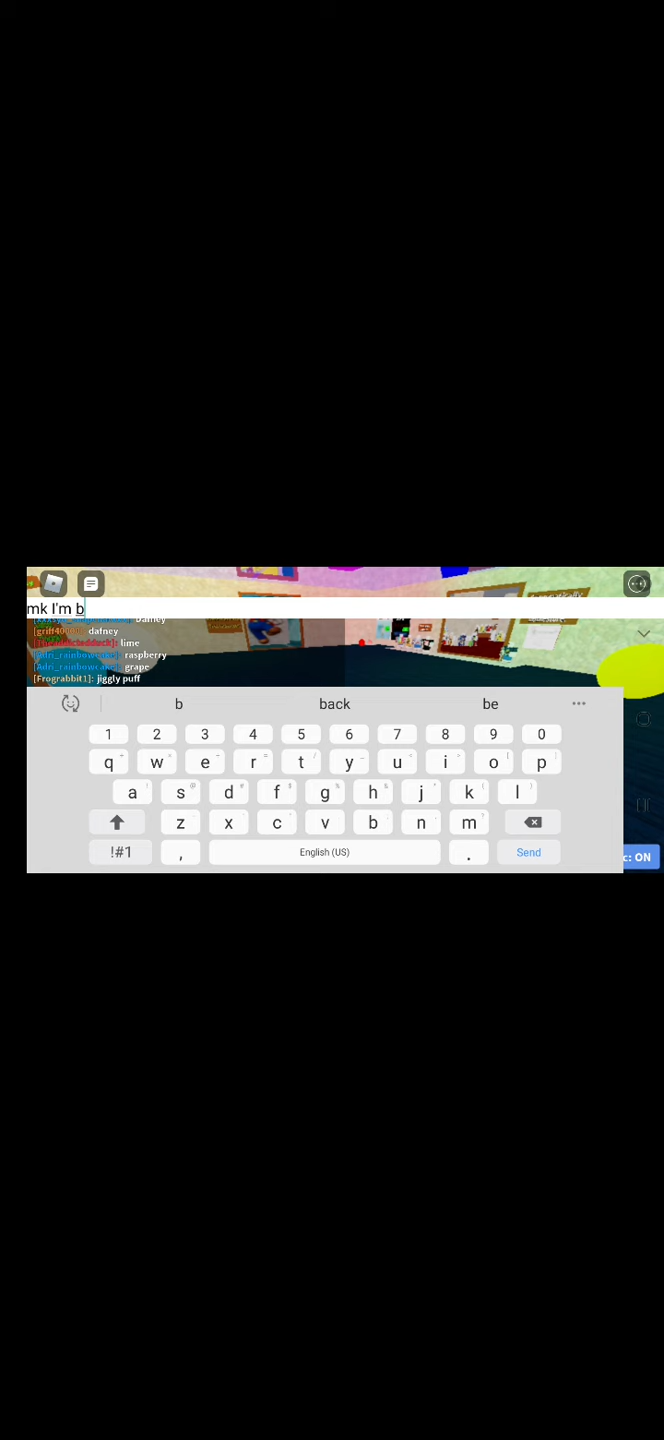 mk I'm b
Dafney
dafney
lime
raspberry
grape
[Frograbbit1]: jiggly puff
b back be
1 2 3 4 5 6 7 8 9 0
q w e r t y u i o p
a s d f g h j k l
z x c v b n m
!#1 , English (US) . Send
c: ON